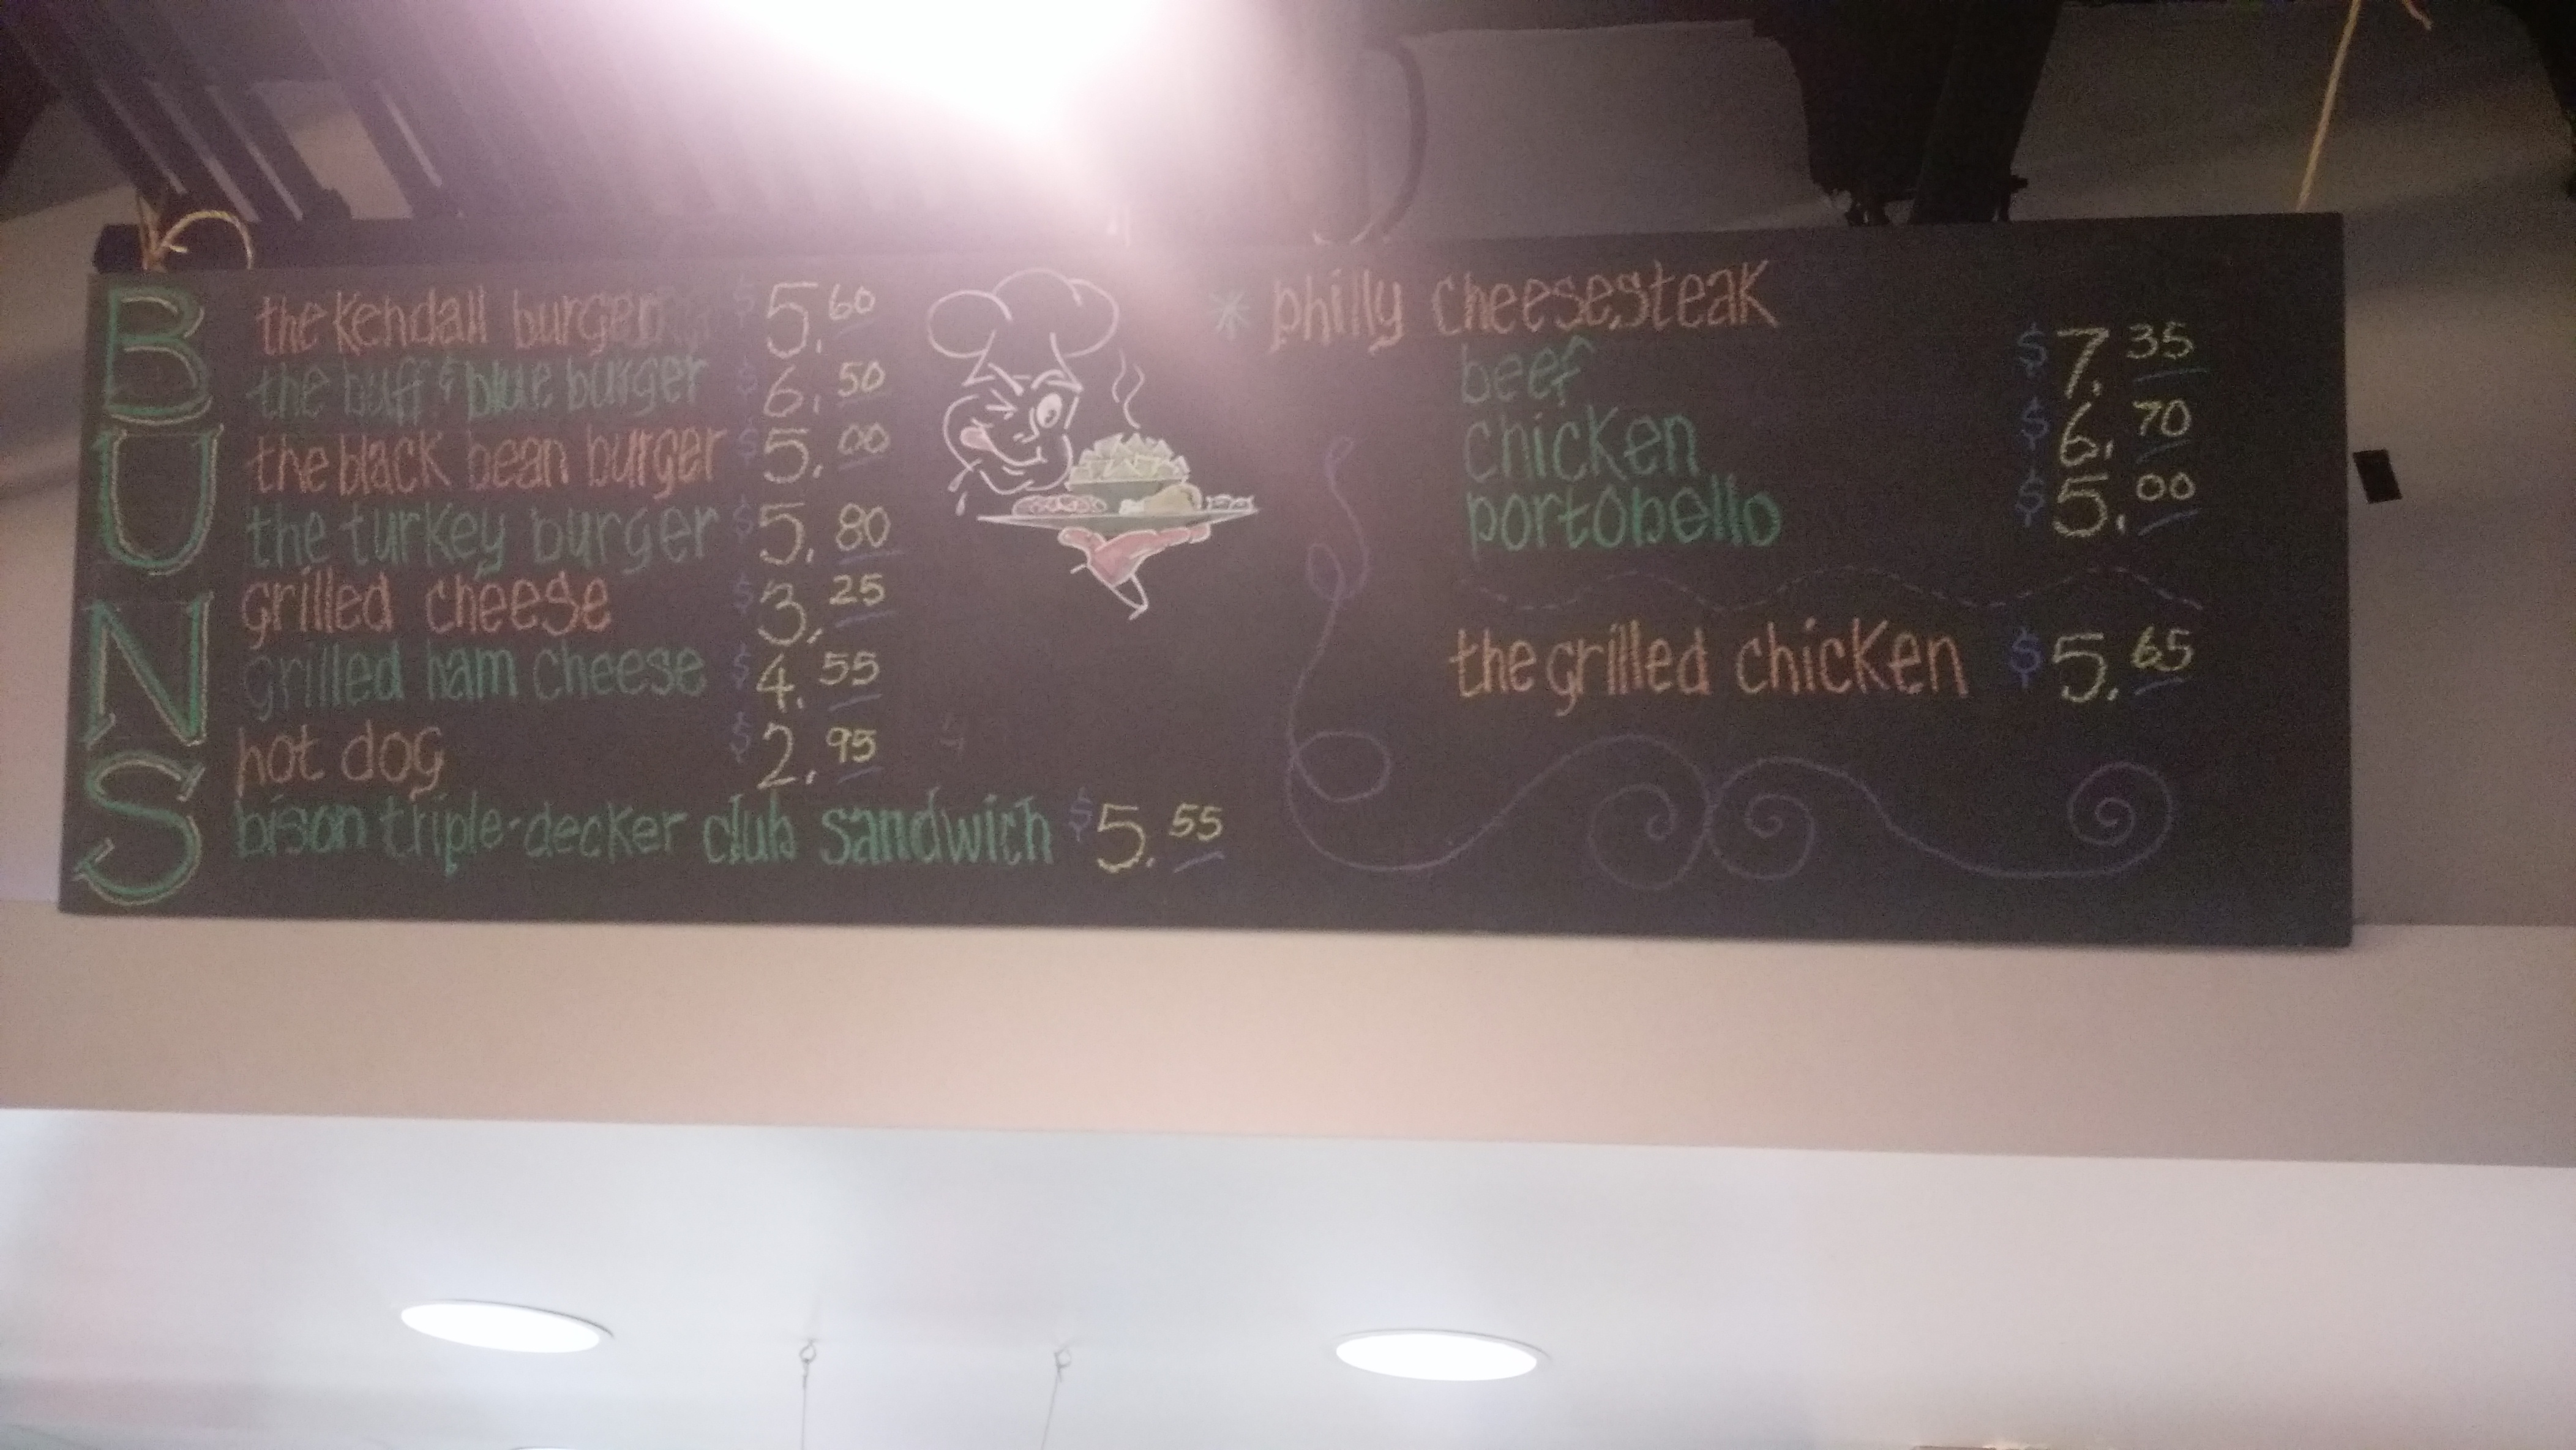 BUNS
the Kendall burger $5.60
the buff & blue burger $6.50
the black bean burger $5.00
the turkey burger $5.80
grilled cheese $3.25
grilled ham cheese $4.55
hot dog $2.95
bison triple-decker club sandwich $5.55
* philly cheesesteak
beef $7.35
chicken $6.70
portobello $5.00
the grilled chicken $5.65